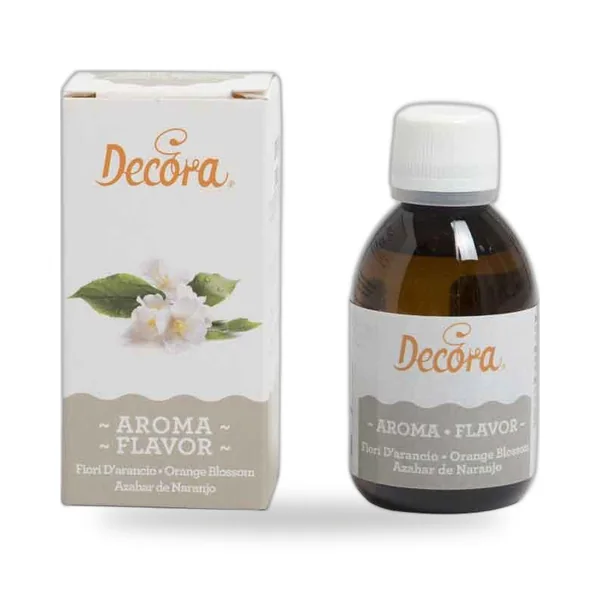 Decora
~ AROMA ~
~ FLAVOR ~
Fiori D'arancio • Orange Blossom
Azahar de Naranjo
Decora
~ AROMA • FLAVOR ~
Fiori D'arancio • Orange Blossom
Azahar de Naranjo